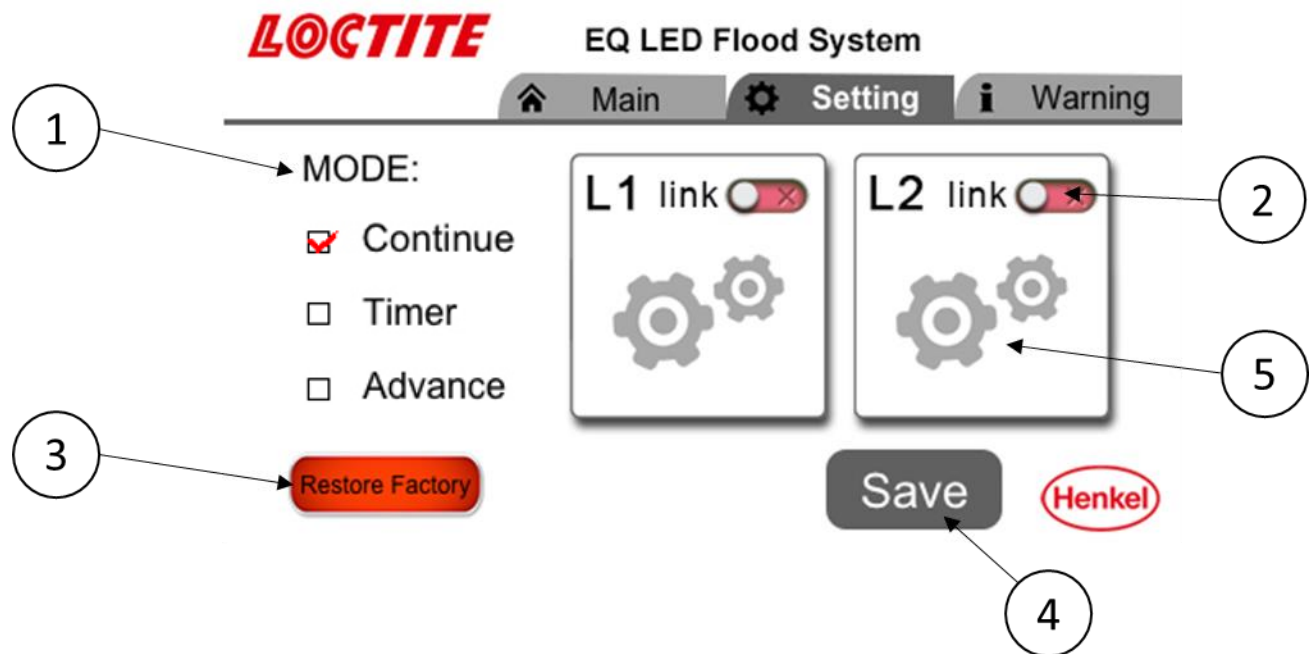 LOCTITE EQ LED Flood System
Main Setting Warning
1
MODE:
L1 link
L2 link
2
Continue
Timer
5
Advance
3
Restore Factory
Save
Henkel
4